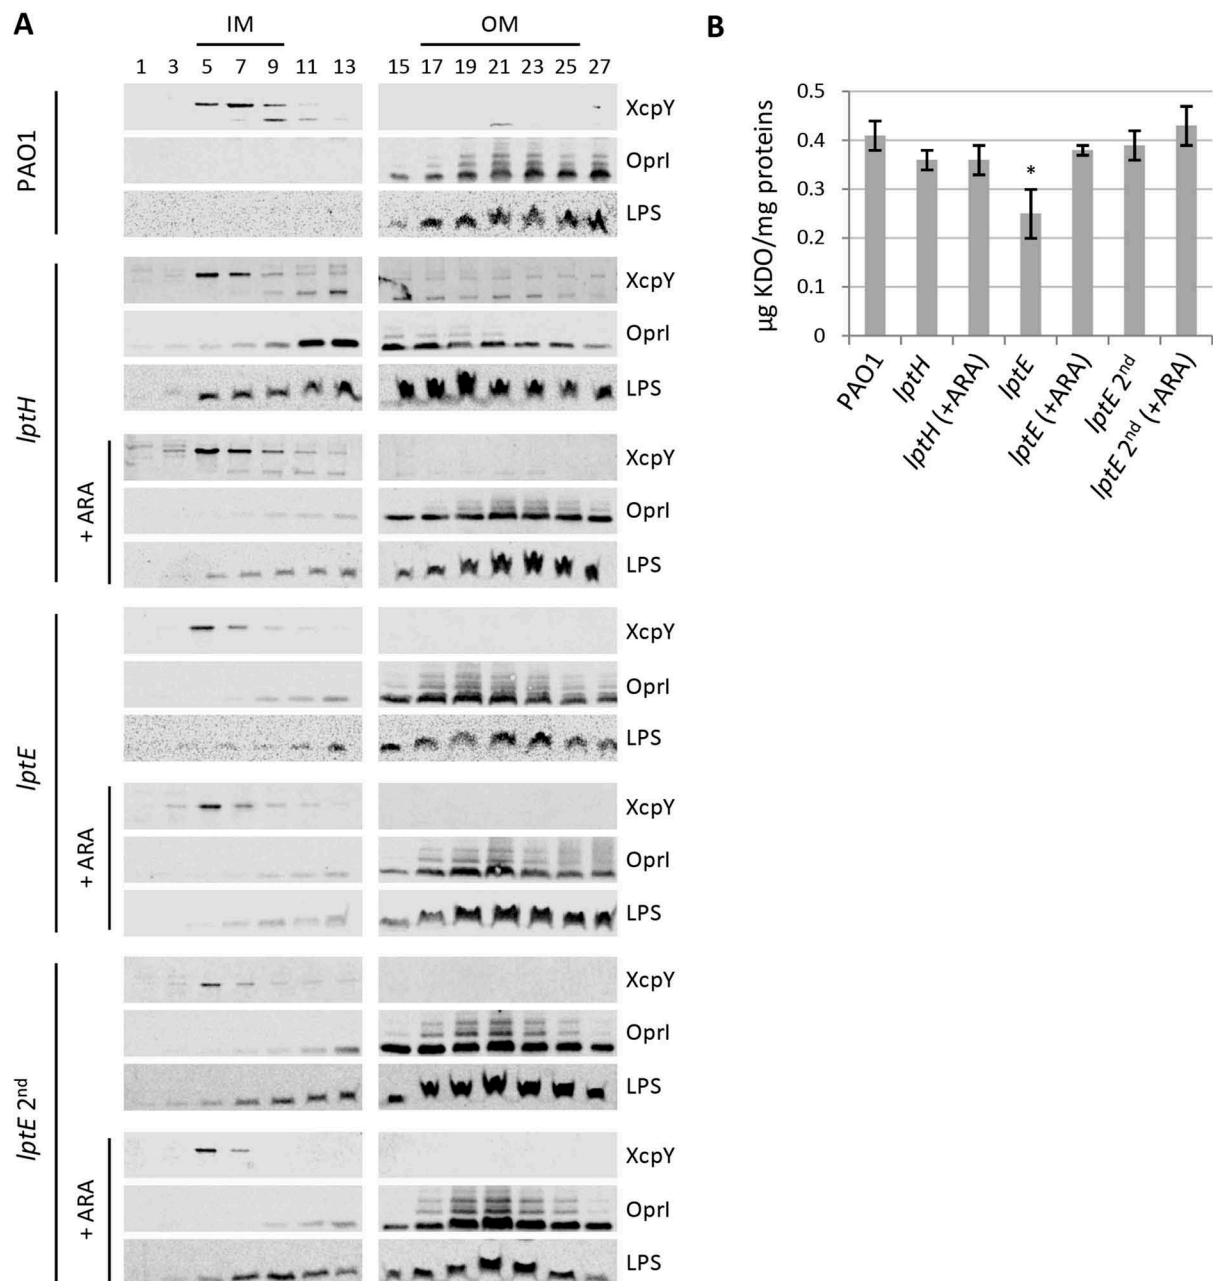 A
IM OM
1 3 5 7 9 11 13 15 17 19 21 23 25 27
PAO1
XcpY
OprI
LPS
lptH
XcpY
OprI
LPS
+ ARA
XcpY
OprI
LPS
lptE
XcpY
OprI
LPS
+ ARA
XcpY
OprI
LPS
lptE 2nd
XcpY
OprI
LPS
+ ARA
XcpY
OprI
LPS
B
µg KDO/mg proteins
0.5
0.4
0.3
0.2
0.1
0
*
PAO1
lptH
lptH (+ARA)
lptE
lptE (+ARA)
lptE 2nd
lptE 2nd (+ARA)